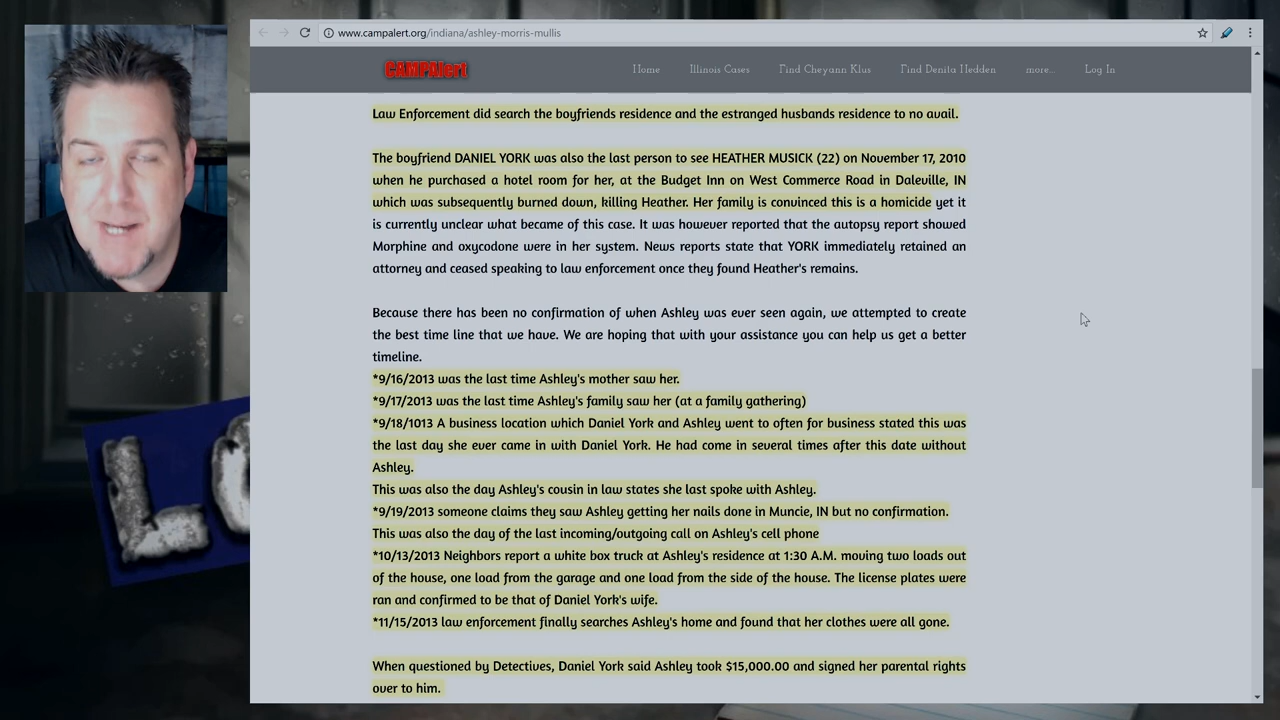 www.campalert.org/indiana/ashley-morris-mullis
CAMPAlert
Home
Illinois Cases
Find Cheyann Klus
Find Denita Hedden
more...
Log In
Law Enforcement did search the boyfriends residence and the estranged husbands residence to no avail.
The boyfriend DANIEL YORK was also the last person to see HEATHER MUSICK (22) on November 17, 2010
when he purchased a hotel room for her, at the Budget Inn on West Commerce Road in Daleville, IN
which was subsequently burned down, killing Heather. Her family is convinced this is a homicide yet it
is currently unclear what became of this case. It was however reported that the autopsy report showed
Morphine and oxycodone were in her system. News reports state that YORK immediately retained an
attorney and ceased speaking to law enforcement once they found Heather's remains.
Because there has been no confirmation of when Ashley was ever seen again, we attempted to create
the best time line that we have. We are hoping that with your assistance you can help us get a better
timeline.
*9/16/2013 was the last time Ashley's mother saw her.
*9/17/2013 was the last time Ashley's family saw her (at a family gathering)
*9/18/1013 A business location which Daniel York and Ashley went to often for business stated this was
the last day she ever came in with Daniel York. He had come in several times after this date without
Ashley.
This was also the day Ashley's cousin in law states she last spoke with Ashley.
*9/19/2013 someone claims they saw Ashley getting her nails done in Muncie, IN but no confirmation.
This was also the day of the last incoming/outgoing call on Ashley's cell phone
*10/13/2013 Neighbors report a white box truck at Ashley's residence at 1:30 A.M. moving two loads out
of the house, one load from the garage and one load from the side of the house. The license plates were
ran and confirmed to be that of Daniel York's wife.
*11/15/2013 law enforcement finally searches Ashley's home and found that her clothes were all gone.
When questioned by Detectives, Daniel York said Ashley took $15,000.00 and signed her parental rights
over to him.